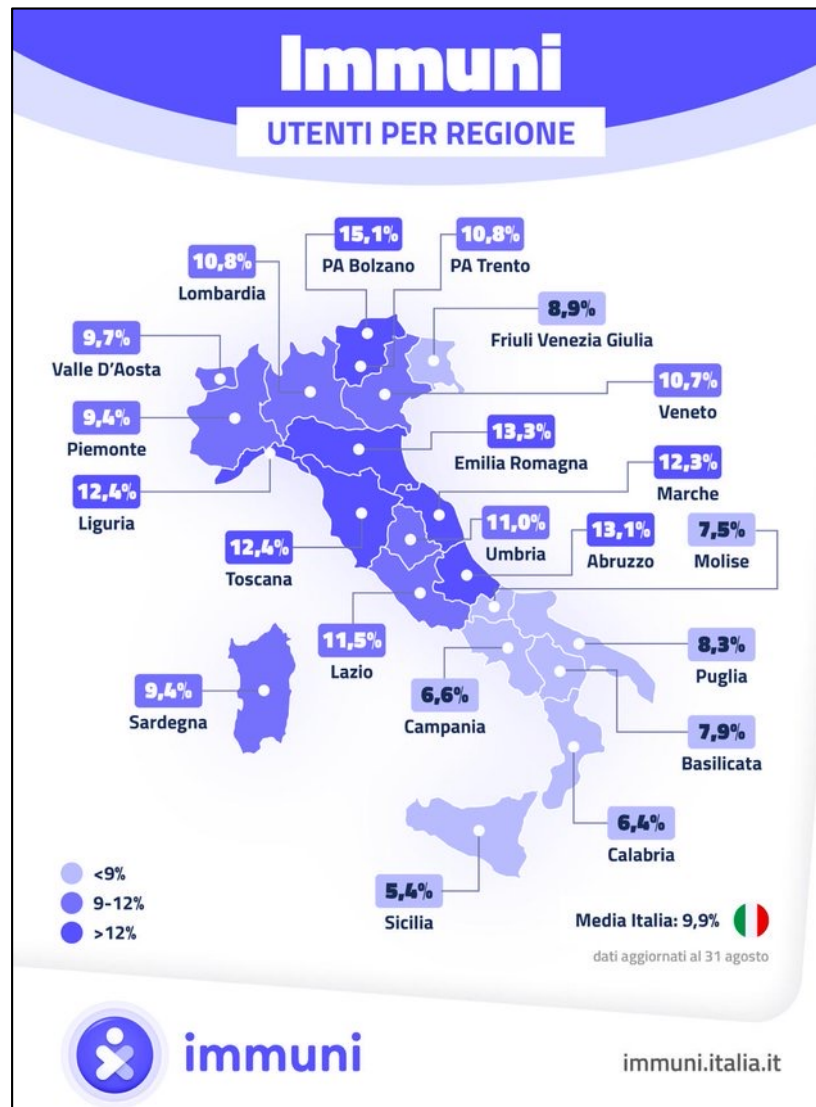 Immuni
UTENTI PER REGIONE
15,1%
PA Bolzano
10,8%
PA Trento
10,8%
Lombardia
8,9%
Friuli Venezia Giulia
9,7%
Valle D'Aosta
10,7%
Veneto
9,4%
Piemonte
13,3%
Emilia Romagna
12,3%
Marche
12,4%
Liguria
12,4%
Toscana
11,0%
Umbria
13,1%
Abruzzo
7,5%
Molise
11,5%
Lazio
8,3%
Puglia
9,4%
Sardegna
6,6%
Campania
7,9%
Basilicata
6,4%
Calabria
5,4%
Sicilia
<9%
9-12%
>12%
Media Italia: 9,9%
dati aggiornati al 31 agosto
immuni
immuni.italia.it